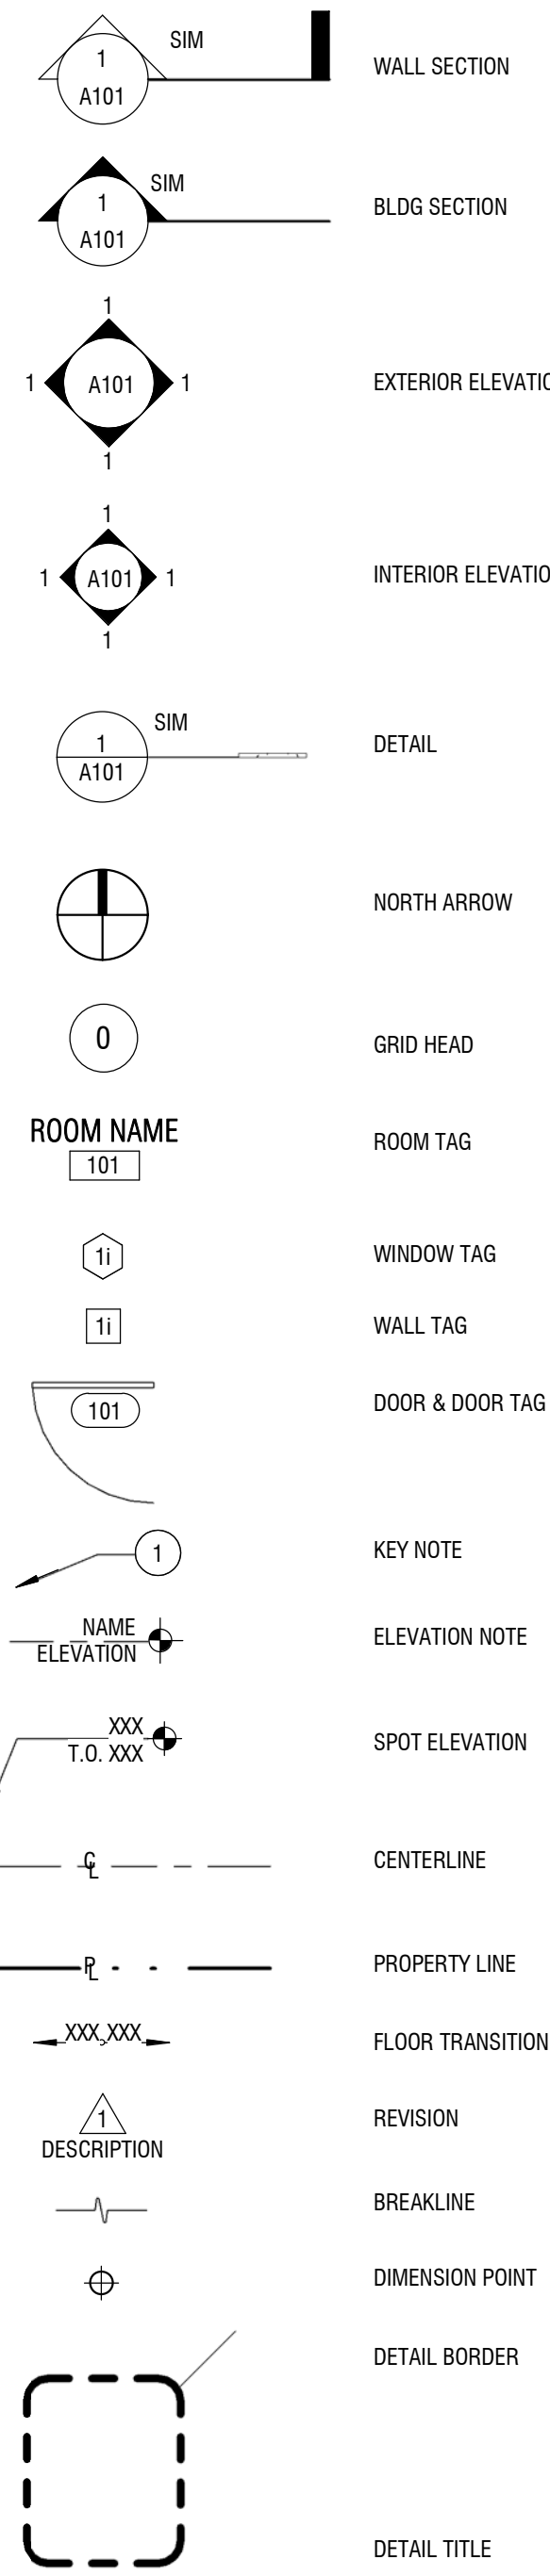 SIM
1
A101
WALL SECTION
SIM
1
A101
BLDG SECTION
1
1 A101 1
1
EXTERIOR ELEVATIO
1
1 A101 1
1
INTERIOR ELEVATIO
SIM
1
A101
DETAIL
NORTH ARROW
0
GRID HEAD
ROOM NAME
101
ROOM TAG
1i
WINDOW TAG
1i
WALL TAG
101
DOOR & DOOR TAG
1
KEY NOTE
NAME
ELEVATION
ELEVATION NOTE
XXX
T.O. XXX
SPOT ELEVATION
CL
CENTERLINE
PL
PROPERTY LINE
XXX XXX
FLOOR TRANSITION
1
DESCRIPTION
REVISION
BREAKLINE
DIMENSION POINT
DETAIL BORDER
DETAIL TITLE